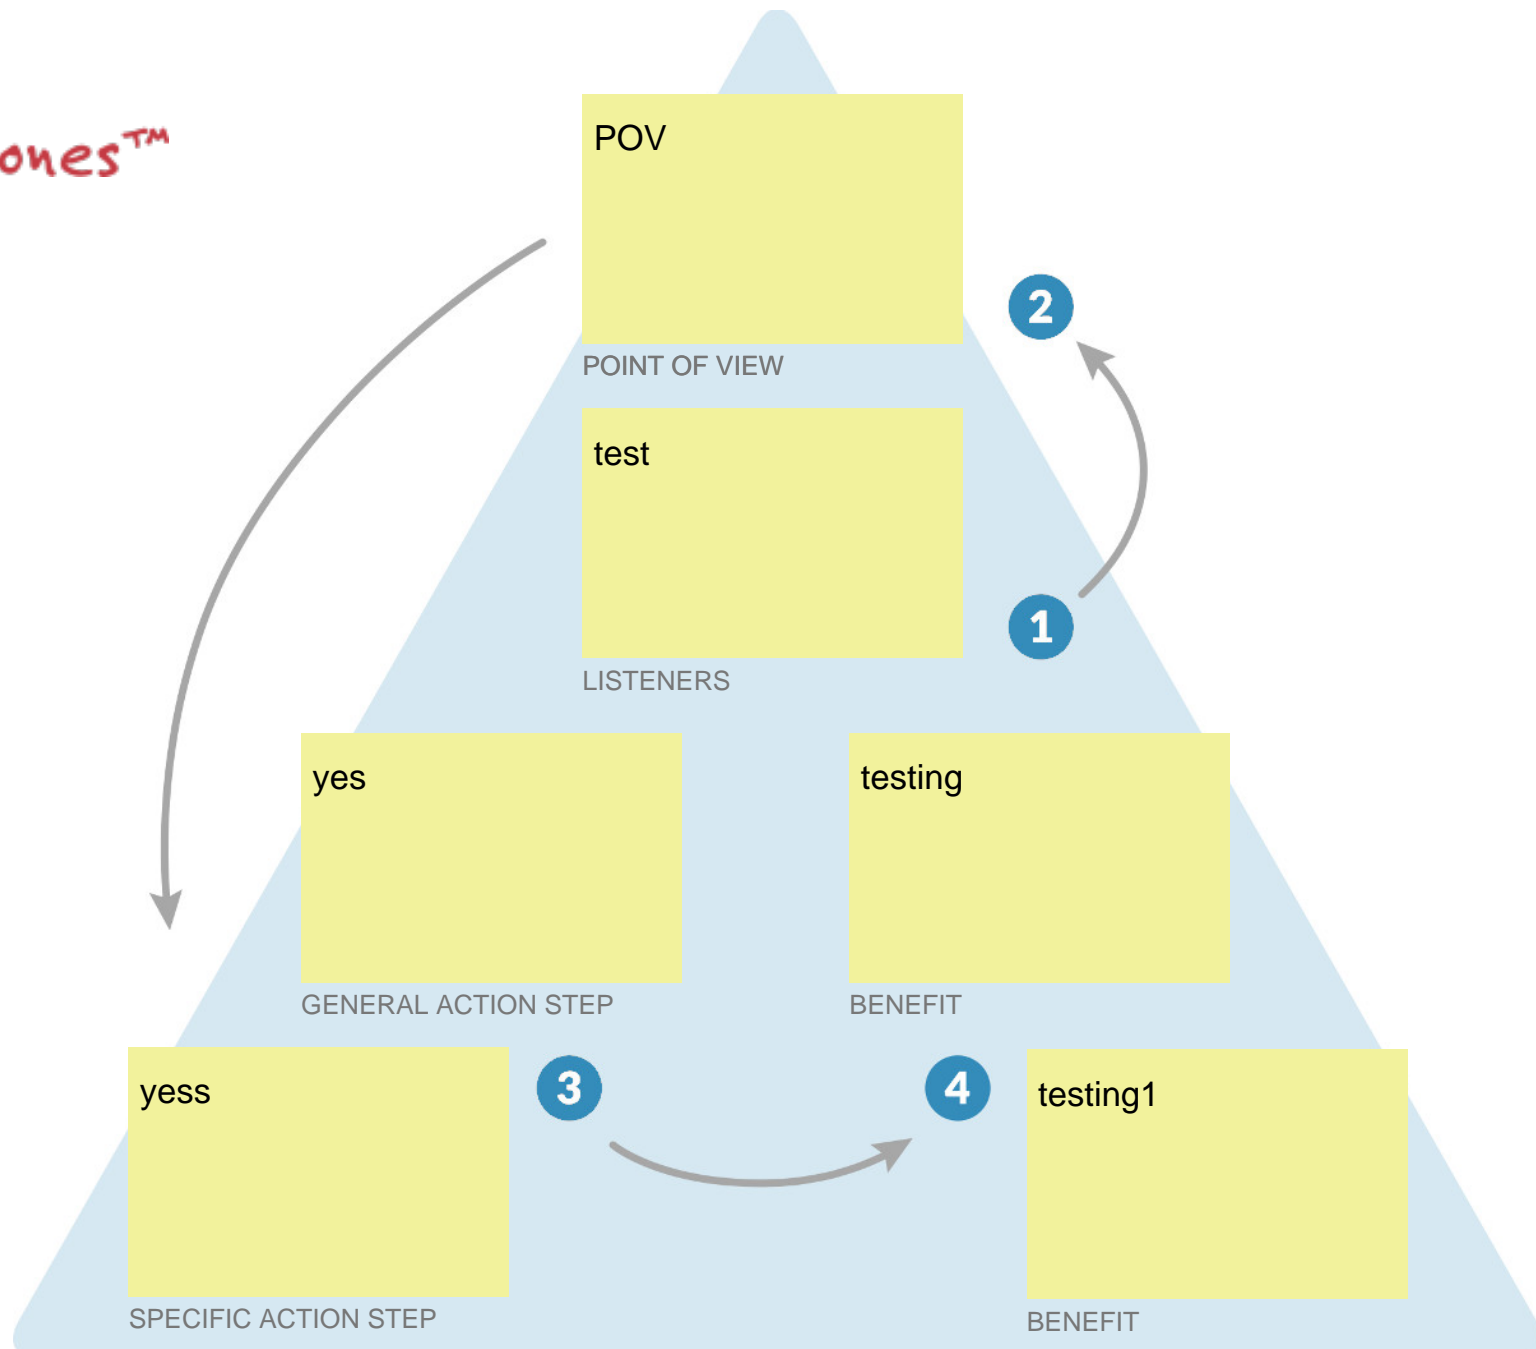 POV
POINT OF VIEW
2
test
1
LISTENERS
yes
testing
GENERAL ACTION STEP
BENEFIT
yess
3
4
testing1
SPECIFIC ACTION STEP
BENEFIT